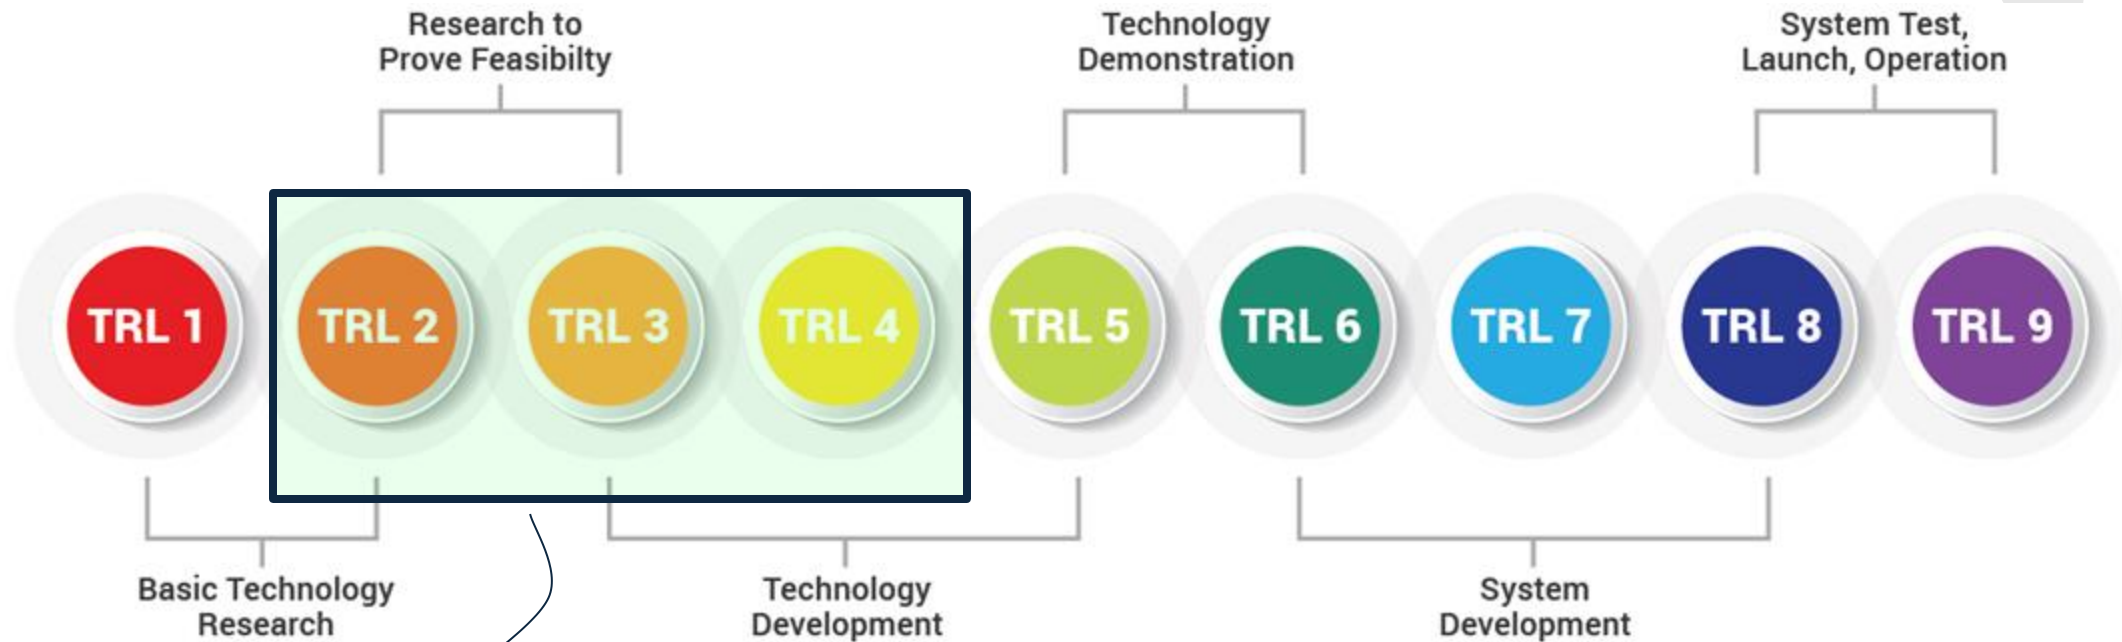 Research to
Prove Feasibilty
Technology
Demonstration
System Test,
Launch, Operation
TRL 1
TRL 2
TRL 3
TRL 4
TRL 5
TRL 6
TRL 7
TRL 8
TRL 9
Basic Technology
Research
Technology
Development
System
Development